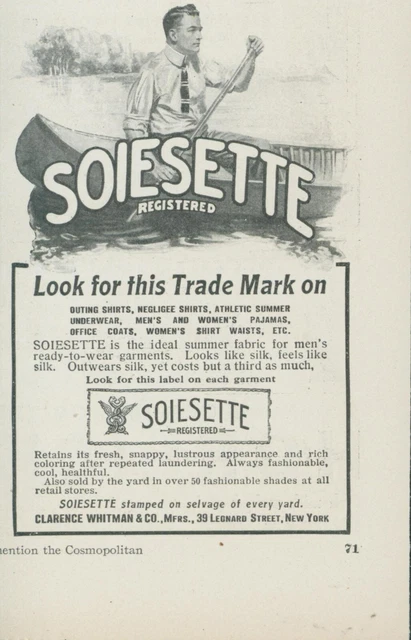 SOIESETTE
REGISTERED
Look for this Trade Mark on
OUTING SHIRTS, NEGLIGEE SHIRTS, ATHLETIC SUMMER
UNDERWEAR, MEN'S AND WOMEN'S PAJAMAS,
OFFICE COATS, WOMEN'S SHIRT WAISTS, ETC.
SOIESETTE is the ideal summer fabric for men's
ready-to-wear garments. Looks like silk, feels like
silk. Outwears silk, yet costs but a third as much,
Look for this label on each garment
SOIESETTE
REGISTERED
Retains its fresh, snappy, lustrous appearance and rich
coloring after repeated laundering. Always fashionable,
cool, healthful.
Also sold by the yard in over 50 fashionable shades at all
retail stores.
SOIESETTE stamped on selvage of every yard.
CLARENCE WHITMAN & CO., MFRS., 39 LEONARD STREET, NEW YORK
ention the Cosmopolitan
71